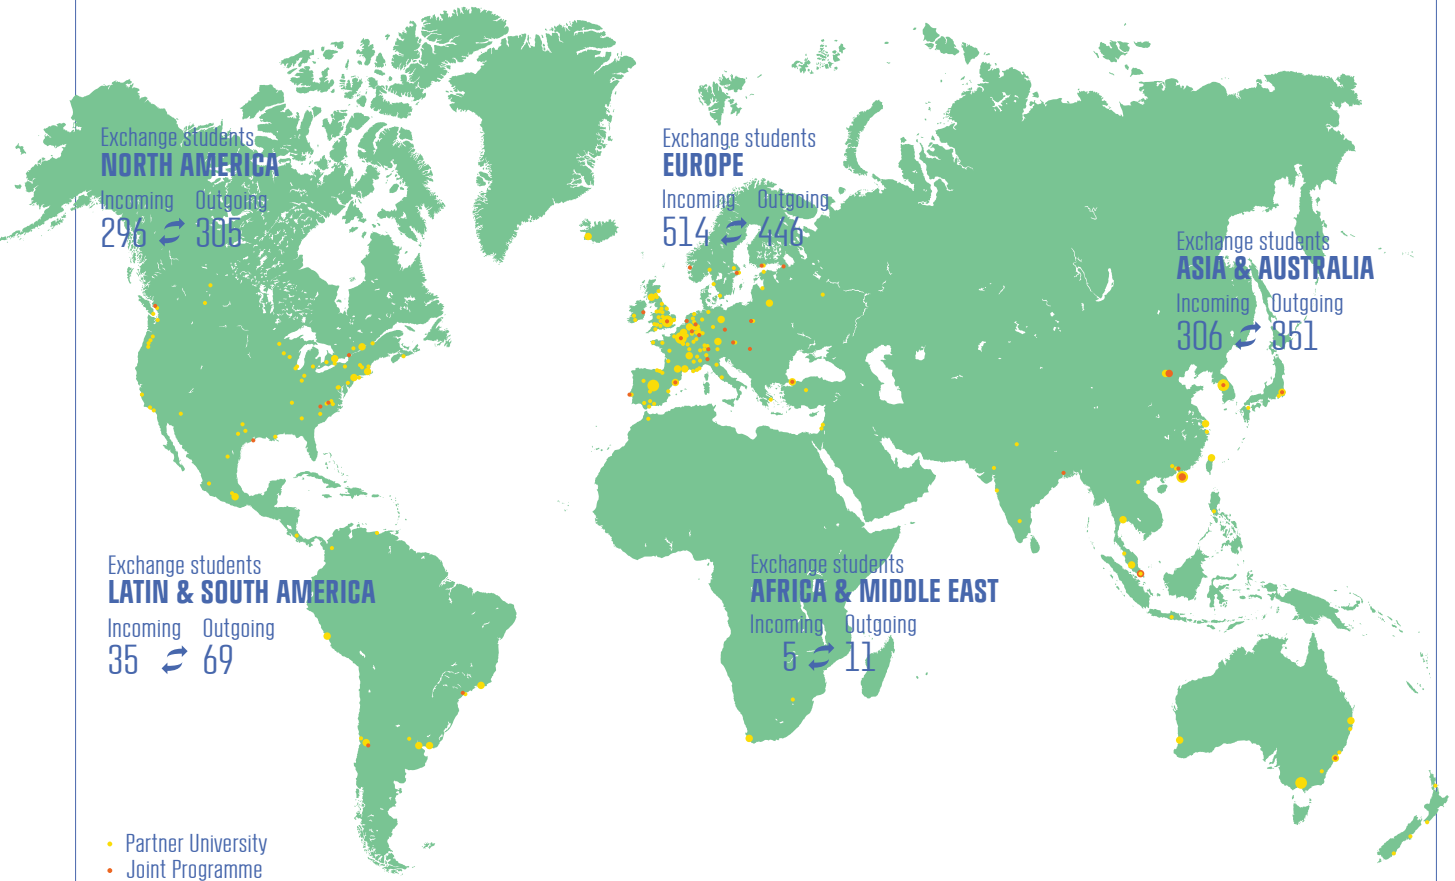 Exchange students
NORTH AMERICA
Incoming Outgoing
296 305
Exchange students
EUROPE
Incoming Outgoing
514 446
Exchange students
ASIA & AUSTRALIA
Incoming Outgoing
306 351
Exchange students
LATIN & SOUTH AMERICA
Incoming Outgoing
35 69
Exchange students
AFRICA & MIDDLE EAST
Incoming Outgoing
5 11
Partner University
Joint Programme